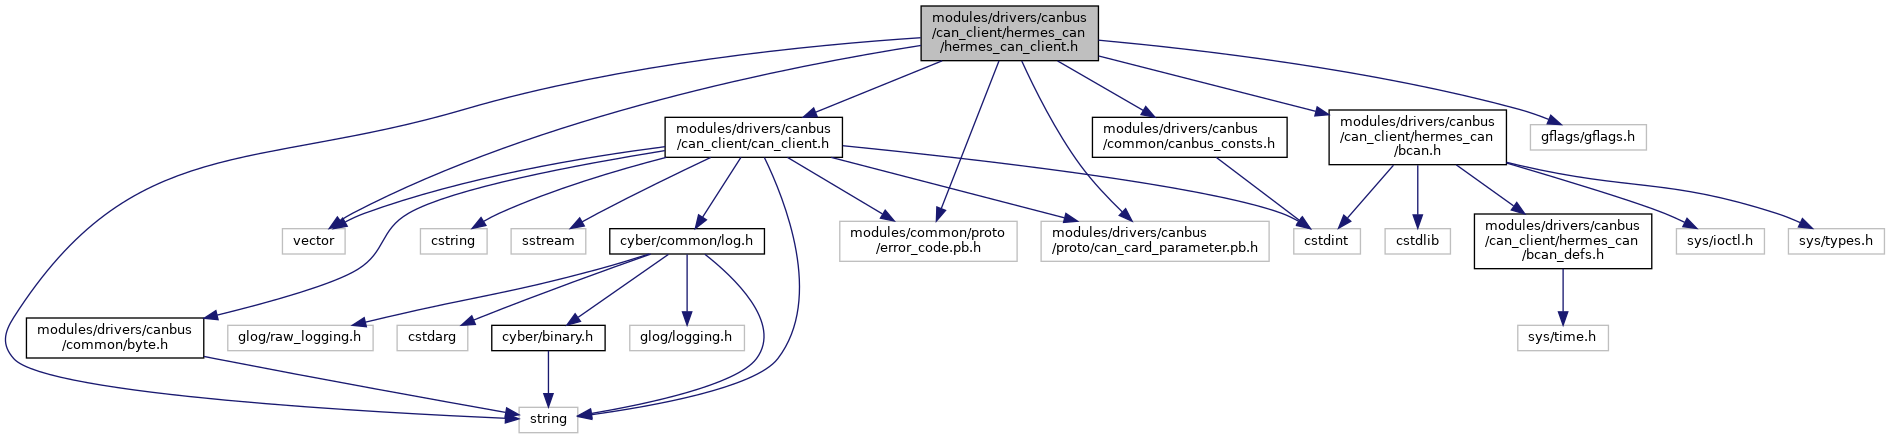 modules/drivers/canbus
/can_client/hermes_can
/hermes_can_client.h
modules/drivers/canbus
/can_client/can_client.h
modules/drivers/canbus
/common/canbus_consts.h
modules/drivers/canbus
/can_client/hermes_can
/bcan.h
gflags/gflags.h
vector
cstring
sstream
cyber/common/log.h
modules/common/proto
/error_code.pb.h
modules/drivers/canbus
/proto/can_card_parameter.pb.h
cstdint
cstdlib
modules/drivers/canbus
/can_client/hermes_can
/bcan_defs.h
sys/ioctl.h
sys/types.h
modules/drivers/canbus
/common/byte.h
glog/raw_logging.h
cstdarg
cyber/binary.h
glog/logging.h
sys/time.h
string